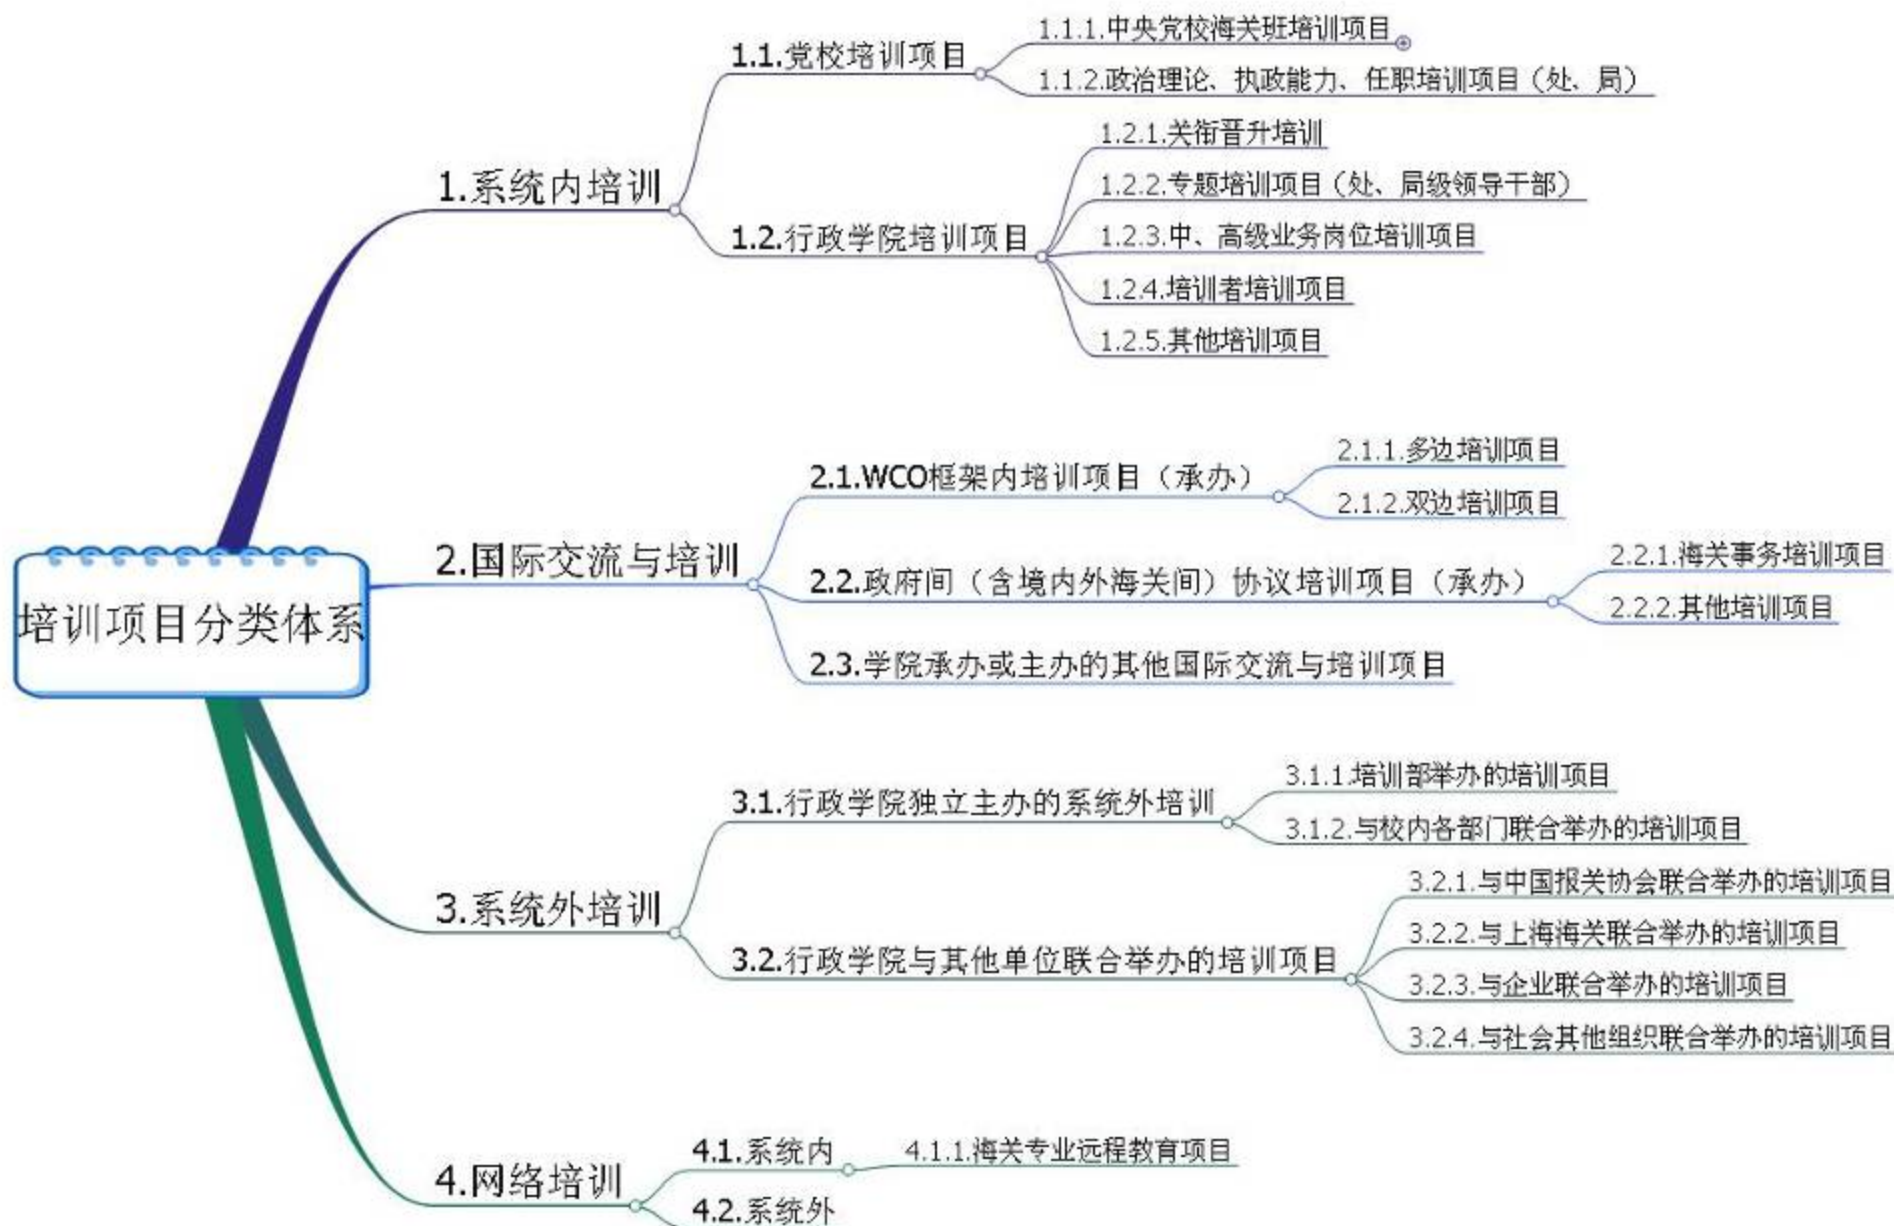 培训项目分类体系
1.系统内培训
1.1.党校培训项目
1.1.1.中央党校海关班培训项目
1.1.2.政治理论、执政能力、任职培训项目（处、局）
1.2.行政学院培训项目
1.2.1.关衔晋升培训
1.2.2.专题培训项目（处、局级领导干部）
1.2.3.中、高级业务岗位培训项目
1.2.4.培训者培训项目
1.2.5.其他培训项目
2.国际交流与培训
2.1.WCO框架内培训项目（承办）
2.1.1.多边培训项目
2.1.2.双边培训项目
2.2.政府间（含境内外海关间）协议培训项目（承办）
2.2.1.海关事务培训项目
2.2.2.其他培训项目
2.3.学院承办或主办的其他国际交流与培训项目
3.系统外培训
3.1.行政学院独立主办的系统外培训
3.1.1.培训部举办的培训项目
3.1.2.与校内各部门联合举办的培训项目
3.2.行政学院与其他单位联合举办的培训项目
3.2.1.与中国报关协会联合举办的培训项目
3.2.2.与上海海关联合举办的培训项目
3.2.3.与企业联合举办的培训项目
3.2.4.与社会其他组织联合举办的培训项目
4.网络培训
4.1.系统内
4.1.1.海关专业远程教育项目
4.2.系统外